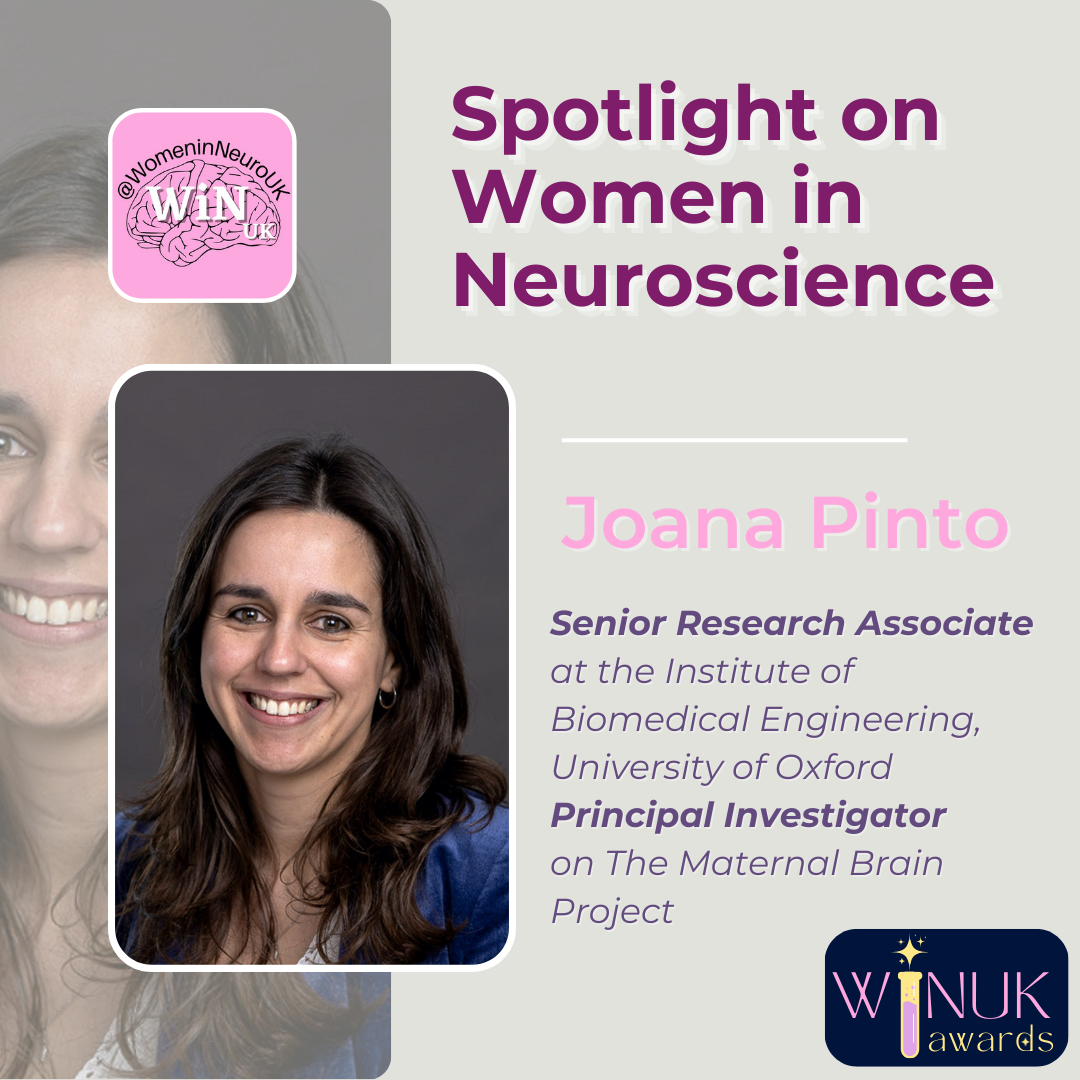 @WomeninNeuroUK
WiN
UK
Spotlight on
Women in
Neuroscience
Joana Pinto
Senior Research Associate
at the Institute of
Biomedical Engineering,
University of Oxford
Principal Investigator
on The Maternal Brain
Project
WiNUK
awards